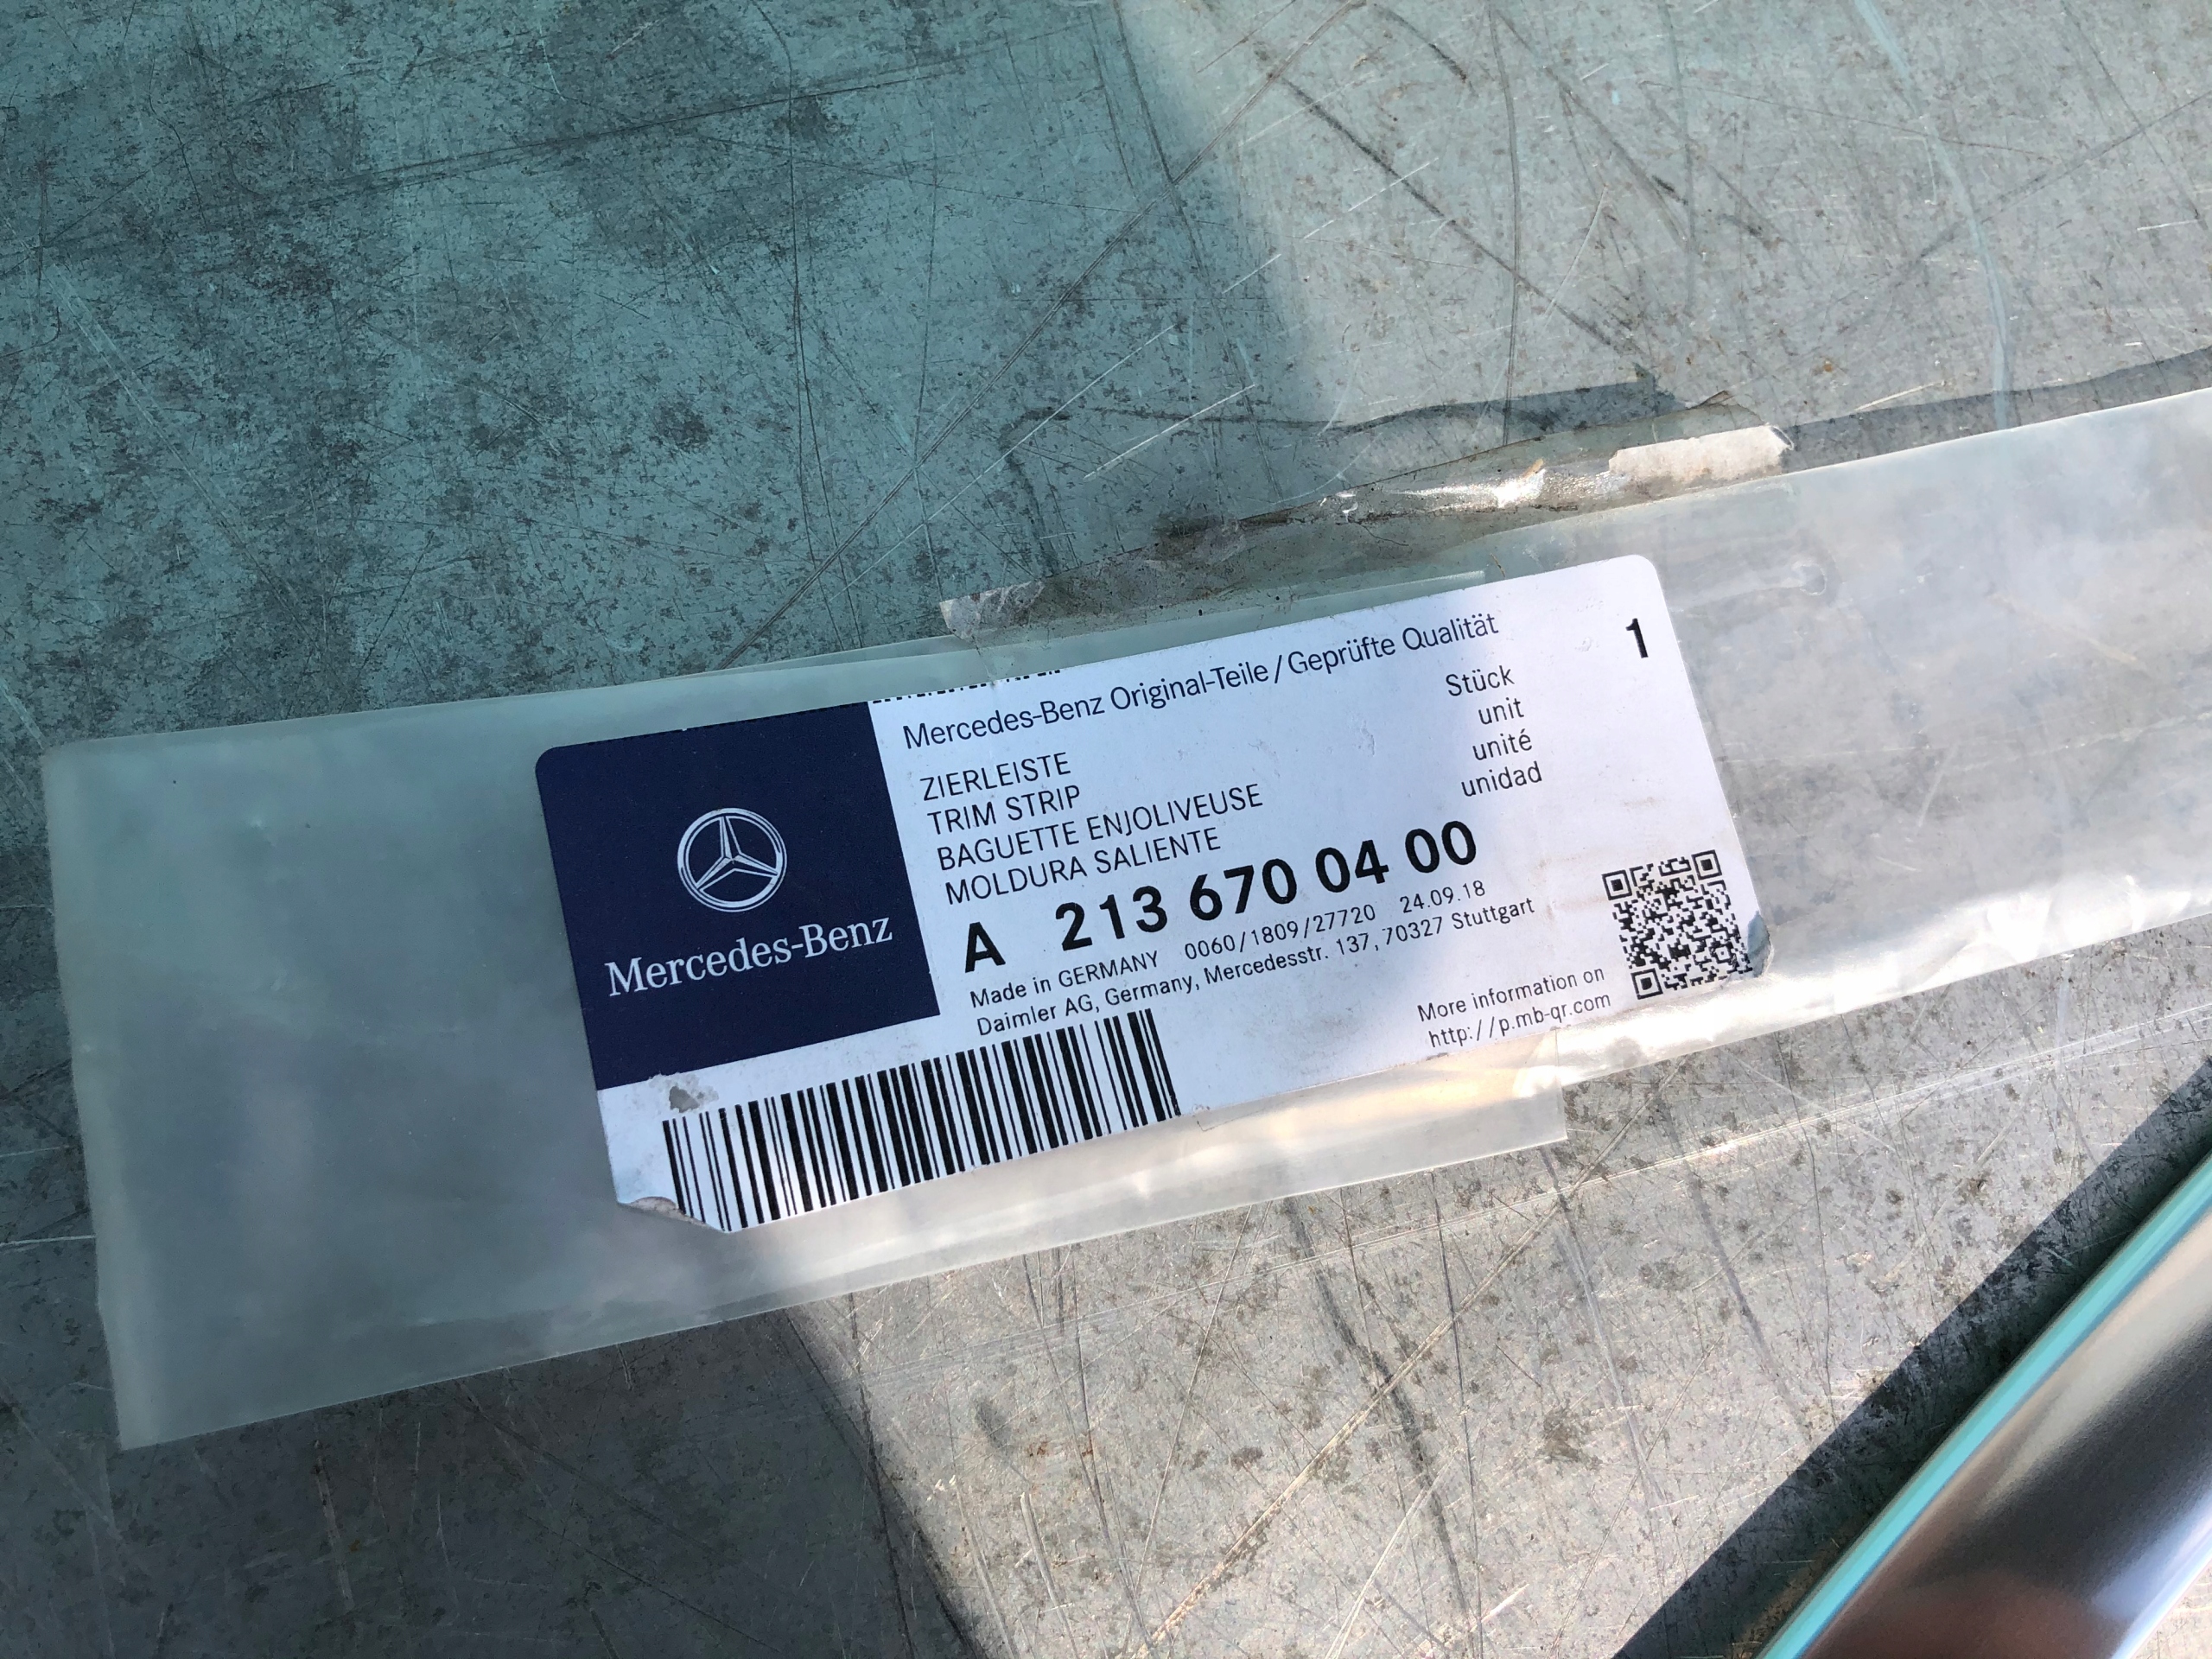 Mercedes-Benz
Mercedes-Benz Original-Teile / Geprüfte Qualität
ZIERLEISTE
TRIM STRIP
BAGUETTE ENJOLIVEUSE
MOLDURA SALIENTE
Stück
unit
unité
unidad
1
A 213 670 04 00
Made in GERMANY 0060/1809/27720 24.09.18
Daimler AG, Germany, Mercedesstr. 137, 70327 Stuttgart
More information on
http://p.mb-qr.com